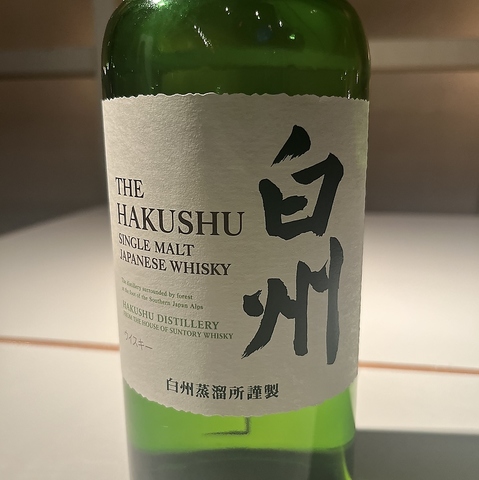 THE
HAKUSHU
SINGLE MALT
JAPANESE WHISKY
The distillery surrounded by forest
at the foot of the Southern Japan Alps
HAKUSHU DISTILLERY
FROM THE HOUSE OF SUNTORY WHISKY
ウイスキー
白州
白州蒸溜所謹製